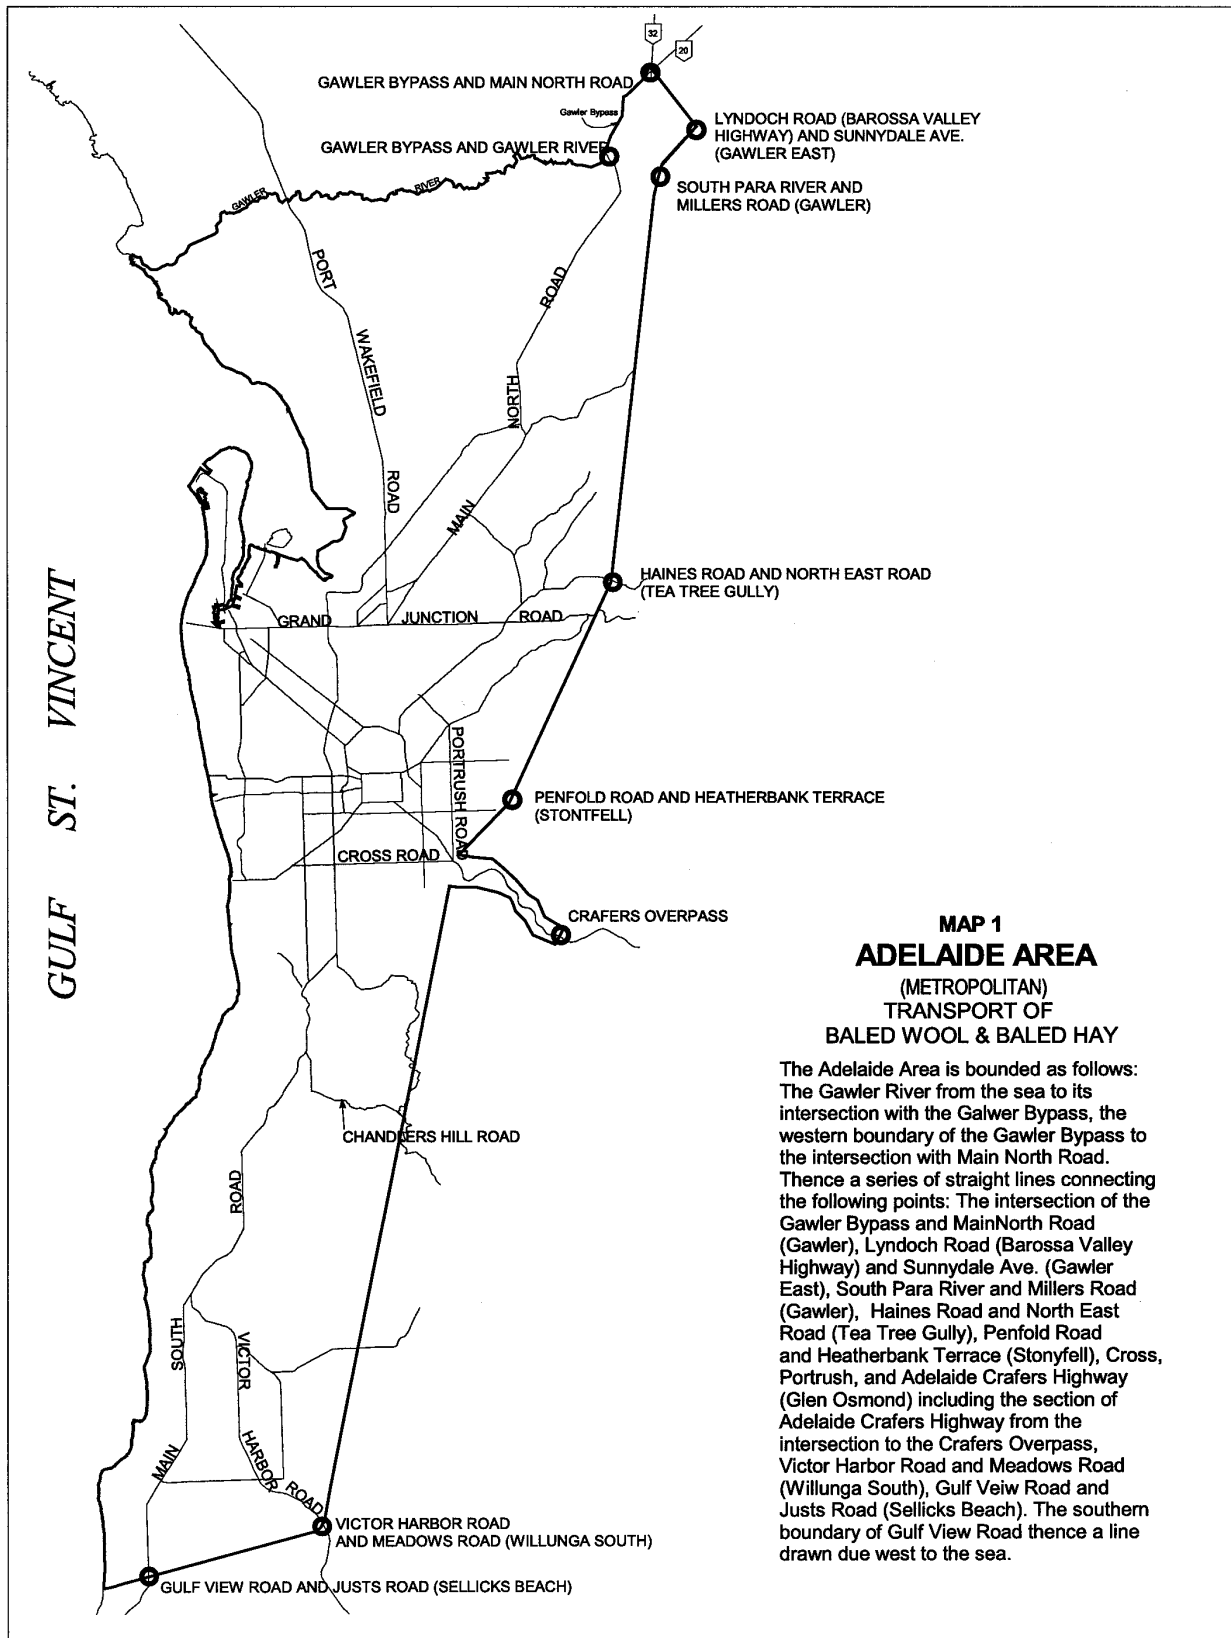 32
20
GAWLER BYPASS AND MAIN NORTH ROAD
Gawler Bypass
LYNDOCH ROAD (BAROSSA VALLEY
HIGHWAY) AND SUNNYDALE AVE.
(GAWLER EAST)
GAWLER BYPASS AND GAWLER RIVER
SOUTH PARA RIVER AND
MILLERS ROAD (GAWLER)
GAWLER
RIVER
PORT
WAKEFIELD
ROAD
ROAD
NORTH
MAIN
HAINES ROAD AND NORTH EAST ROAD
(TEA TREE GULLY)
GRAND
JUNCTION
ROAD
GULF ST. VINCENT
PORTRUSH ROAD
PENFOLD ROAD AND HEATHERBANK TERRACE
(STONTFELL)
CROSS ROAD
CRAFERS OVERPASS
CHANDLERS HILL ROAD
ROAD
SOUTH
MAIN
VICTOR
HARBOR
ROAD
VICTOR HARBOR ROAD
AND MEADOWS ROAD (WILLUNGA SOUTH)
GULF VIEW ROAD AND JUSTS ROAD (SELLICKS BEACH)
MAP 1
ADELAIDE AREA
(METROPOLITAN)
TRANSPORT OF
BALED WOOL & BALED HAY
The Adelaide Area is bounded as follows:
The Gawler River from the sea to its
intersection with the Galwer Bypass, the
western boundary of the Gawler Bypass to
the intersection with Main North Road.
Thence a series of straight lines connecting
the following points: The intersection of the
Gawler Bypass and MainNorth Road
(Gawler), Lyndoch Road (Barossa Valley
Highway) and Sunnydale Ave. (Gawler
East), South Para River and Millers Road
(Gawler), Haines Road and North East
Road (Tea Tree Gully), Penfold Road
and Heatherbank Terrace (Stonyfell), Cross,
Portrush, and Adelaide Crafers Highway
(Glen Osmond) including the section of
Adelaide Crafers Highway from the
intersection to the Crafers Overpass,
Victor Harbor Road and Meadows Road
(Willunga South), Gulf Veiw Road and
Justs Road (Sellicks Beach). The southern
boundary of Gulf View Road thence a line
drawn due west to the sea.